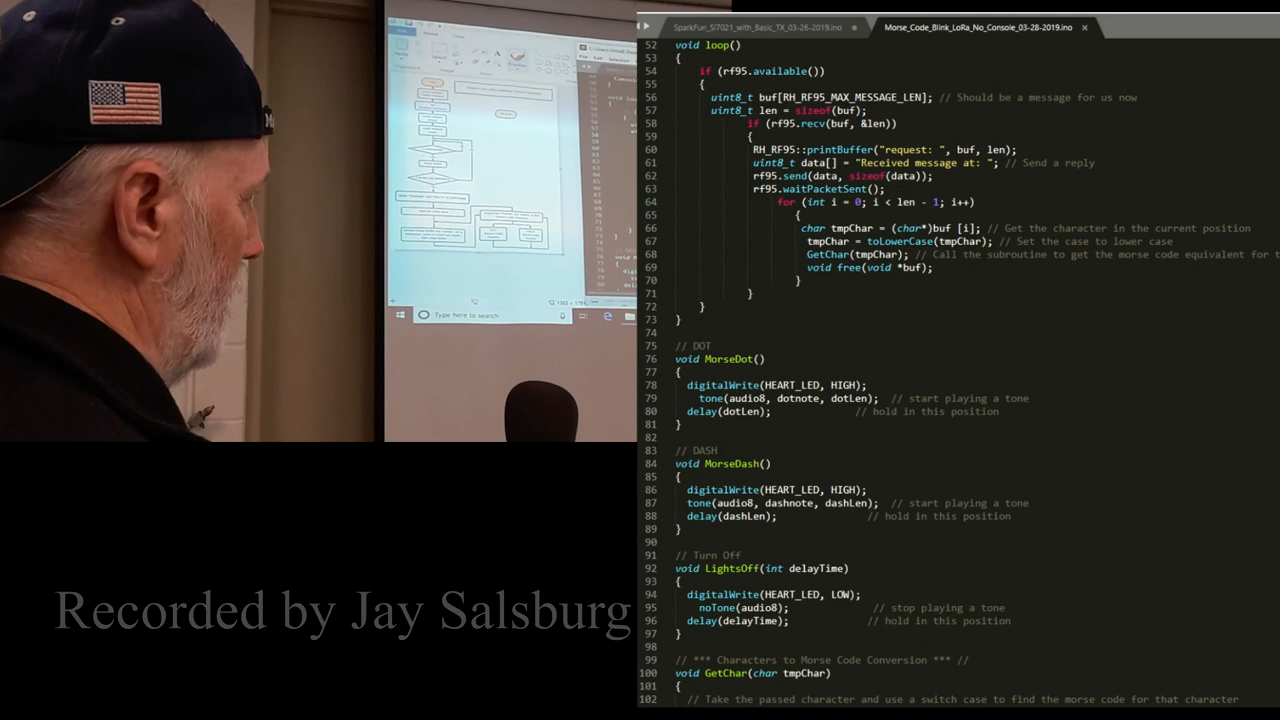 SparkFun_Si7021_with_Basic_TX_03-26-2019.ino
Morse_Code_Blink_LoRa_No_Console_03-28-2019.ino
52 void loop()
53 {
54 if (rf95.available())
55 {
56 uint8_t buf[RH_RF95_MAX_MESSAGE_LEN]; // Should be a message for us now
57 uint8_t len = sizeof(buf);
58 if (rf95.recv(buf, &len))
59 {
60 RH_RF95::printBuffer("request: ", buf, len);
61 uint8_t data[] = "Received message at: "; // Send a reply
62 rf95.send(data, sizeof(data));
63 rf95.waitPacketSent();
64 for (int i = 0; i < len - 1; i++)
65 {
66 char tmpChar = (char*)buf [i]; // Get the character in the current position
67 tmpChar = toLowerCase(tmpChar); // Set the case to lower case
68 GetChar(tmpChar); // Call the subroutine to get the morse code equivalent for t
69 void free(void *buf);
70 }
71 }
72 }
73 }
74
75 // DOT
76 void MorseDot()
77 {
78 digitalWrite(HEART_LED, HIGH);
79 tone(audio8, dotnote, dotLen); // start playing a tone
80 delay(dotLen); // hold in this position
81 }
82
83 // DASH
84 void MorseDash()
85 {
86 digitalWrite(HEART_LED, HIGH);
87 tone(audio8, dashnote, dashLen); // start playing a tone
88 delay(dashLen); // hold in this position
89 }
90
91 // Turn Off
92 void LightsOff(int delayTime)
93 {
94 digitalWrite(HEART_LED, LOW);
95 noTone(audio8); // stop playing a tone
96 delay(delayTime); // hold in this position
97 }
98
99 // *** Characters to Morse Code Conversion *** //
100 void GetChar(char tmpChar)
101 {
102 // Take the passed character and use a switch case to find the morse code for that character
Type here to search
Recorded by Jay Salsburg